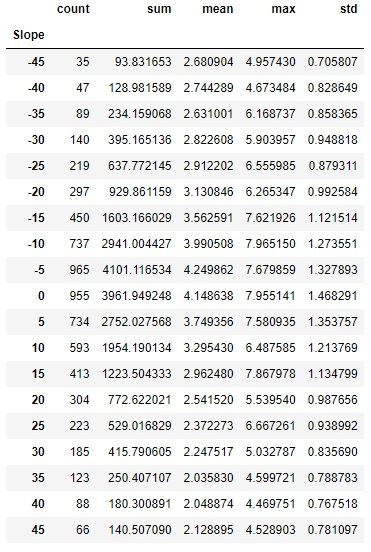 count sum mean max std
Slope
-45 35 93.831653 2.680904 4.957430 0.705807
-40 47 128.981589 2.744289 4.673484 0.828649
-35 89 234.159068 2.631001 6.168737 0.858365
-30 140 395.165136 2.822608 5.903957 0.948818
-25 219 637.772145 2.912202 6.555985 0.879311
-20 297 929.861159 3.130846 6.265347 0.992584
-15 450 1603.166029 3.562591 7.621926 1.121514
-10 737 2941.004427 3.990508 7.965150 1.273551
-5 965 4101.116534 4.249862 7.679859 1.327893
0 955 3961.949248 4.148638 7.955141 1.468291
5 734 2752.027568 3.749356 7.580935 1.353757
10 593 1954.190134 3.295430 6.487585 1.213769
15 413 1223.504333 2.962480 7.867978 1.134799
20 304 772.622021 2.541520 5.539540 0.987656
25 223 529.016829 2.372273 6.667261 0.938992
30 185 415.790605 2.247517 5.032787 0.835690
35 123 250.407107 2.035830 4.599721 0.788783
40 88 180.300891 2.048874 4.469751 0.767518
45 66 140.507090 2.128895 4.528903 0.781097